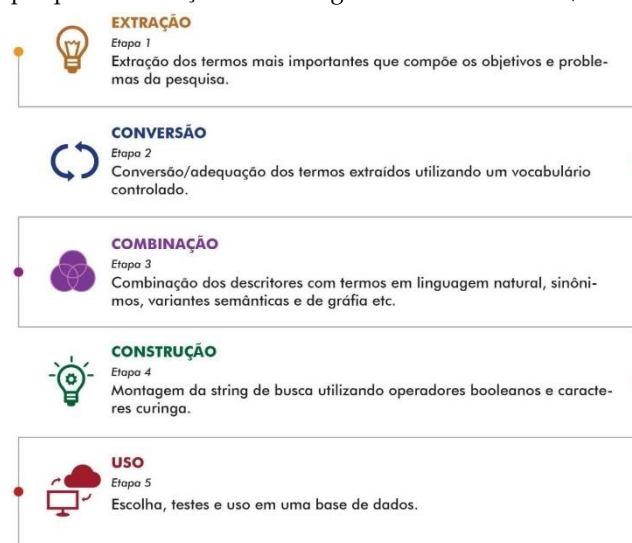 EXTRAÇÃO
Etapa 1
Extração dos termos mais importantes que compõe os objetivos e proble-
mas da pesquisa.
CONVERSÃO
Etapa 2
Conversão/adequação dos termos extraídos utilizando um vocabulário
controlado.
COMBINAÇÃO
Etapa 3
Combinação dos descritores com termos em linguagem natural, sinôni-
mos, variantes semânticas e de gráfia etc.
CONSTRUÇÃO
Etapa 4
Montagem da string de busca utilizando operadores booleanos e caracte-
res curinga.
USO
Etapa 5
Escolha, testes e uso em uma base de dados.